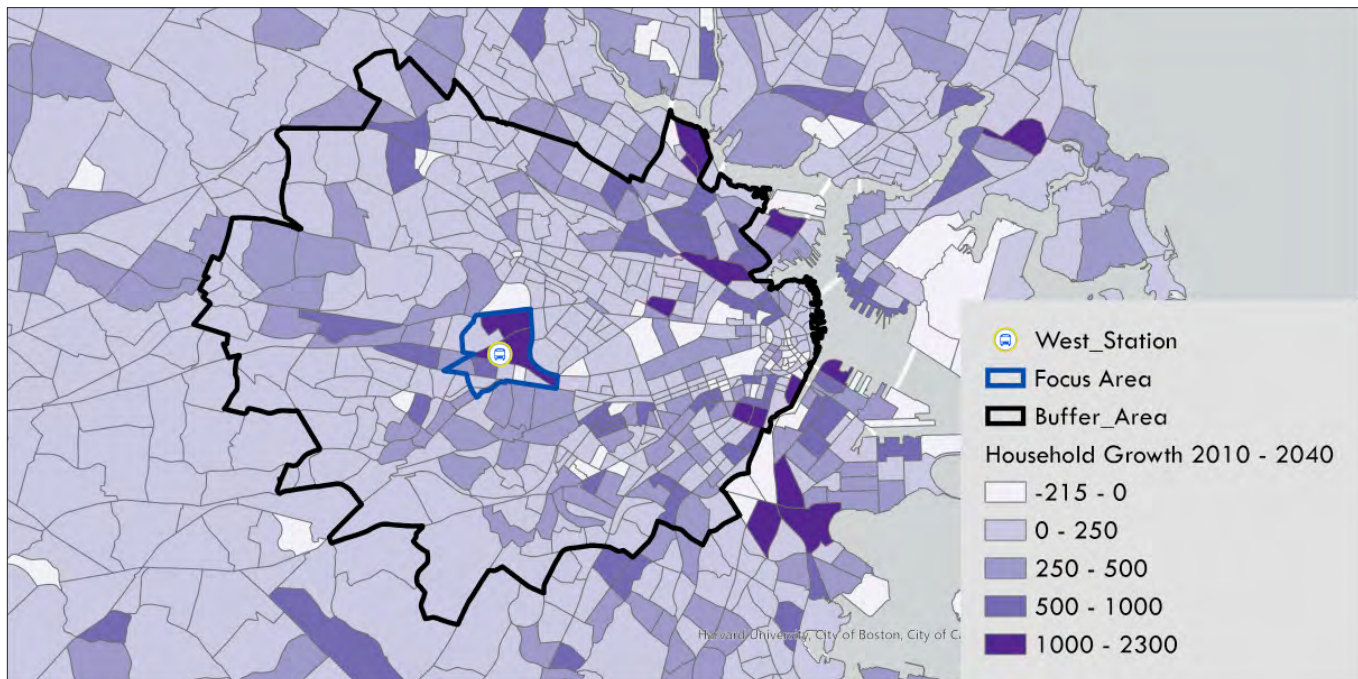 West_Station
Focus Area
Buffer_Area
Household Growth 2010 - 2040
-215 - 0
0 - 250
250 - 500
500 - 1000
1000 - 2300
Harvard University, City of Boston, City of Ca